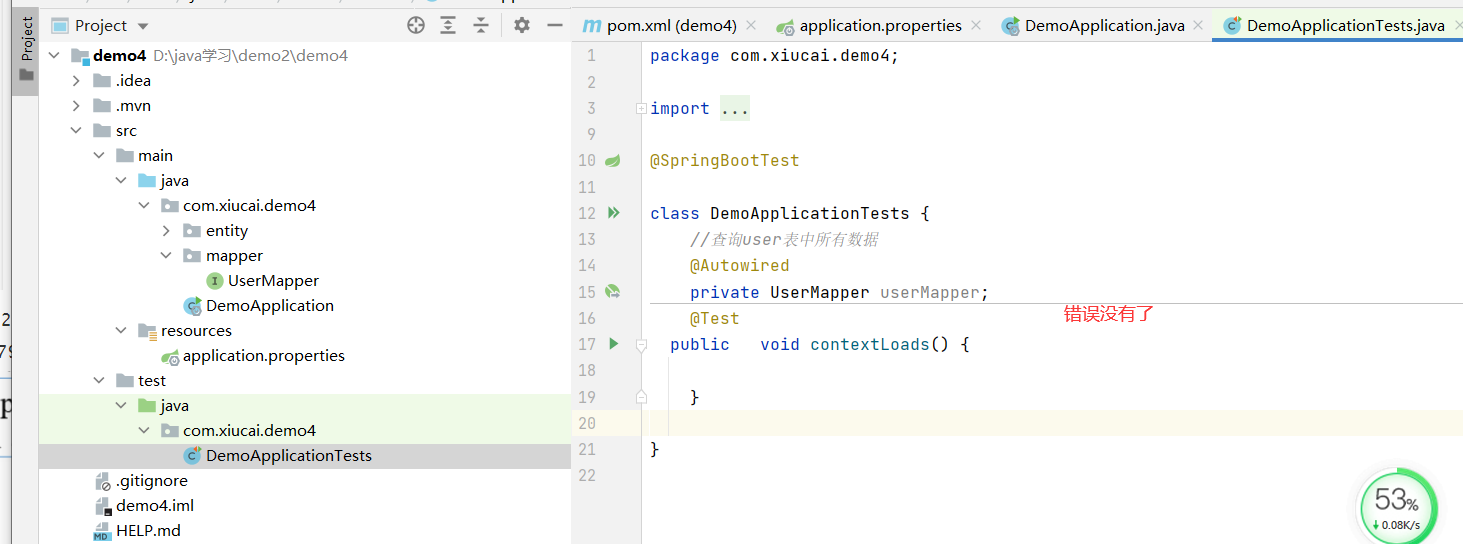 Project
Project
demo4 D:\java学习\demo2\demo4
.idea
.mvn
src
main
java
com.xiucai.demo4
entity
mapper
UserMapper
DemoApplication
resources
application.properties
test
java
com.xiucai.demo4
DemoApplicationTests
.gitignore
demo4.iml
HELP.md
pom.xml (demo4)
application.properties
DemoApplication.java
DemoApplicationTests.java
1 package com.xiucai.demo4;
2
3 import ...
9
10 @SpringBootTest
11
12 class DemoApplicationTests {
13 //查询user表中所有数据
14 @Autowired
15 private UserMapper userMapper;
错误没有了
16 @Test
17 public void contextLoads() {
18
19 }
20
21 }
22
53%
0.08K/s